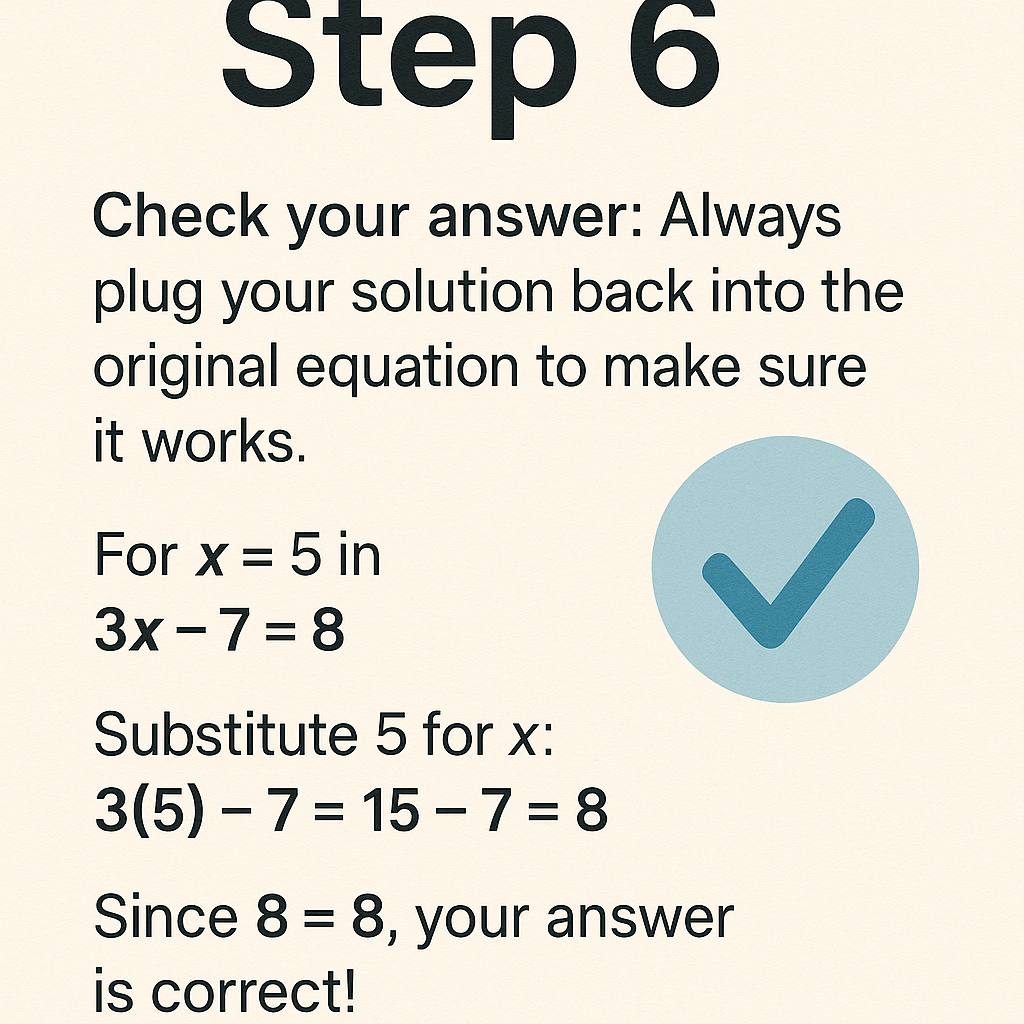 Step 6
Check your answer: Always
plug your solution back into the
original equation to make sure
it works.
For x = 5 in
3x – 7 = 8
Substitute 5 for x:
3(5) – 7 = 15 – 7 = 8
Since 8 = 8, your answer
is correct!